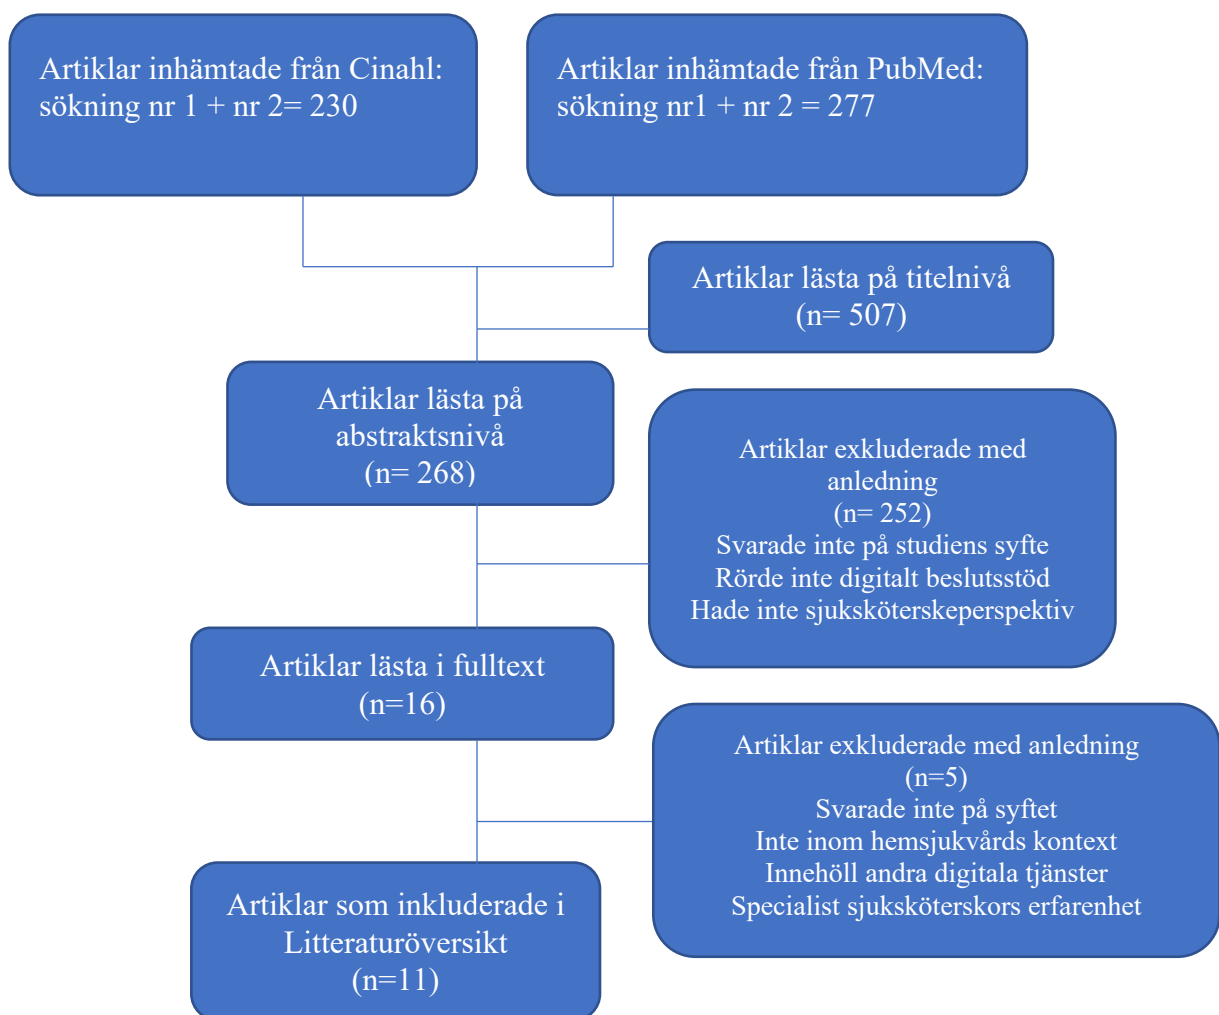 Artiklar inhämtade från Cinahl:
sökning nr 1 + nr 2= 230
Artiklar inhämtade från PubMed:
sökning nr1 + nr 2 = 277
Artiklar lästa på titelnivå
(n= 507)
Artiklar lästa på
abstraktsnivå
(n= 268)
Artiklar exkluderade med
anledning
(n= 252)
Svarade inte på studiens syfte
Rörde inte digitalt beslutsstöd
Hade inte sjuksköterskeperspektiv
Artiklar lästa i fulltext
(n=16)
Artiklar exkluderade med anledning
(n=5)
Svarade inte på syftet
Inte inom hemsjukvårds kontext
Innehöll andra digitala tjänster
Specialist sjuksköterskors erfarenhet
Artiklar som inkluderade i
Litteraturöversikt
(n=11)